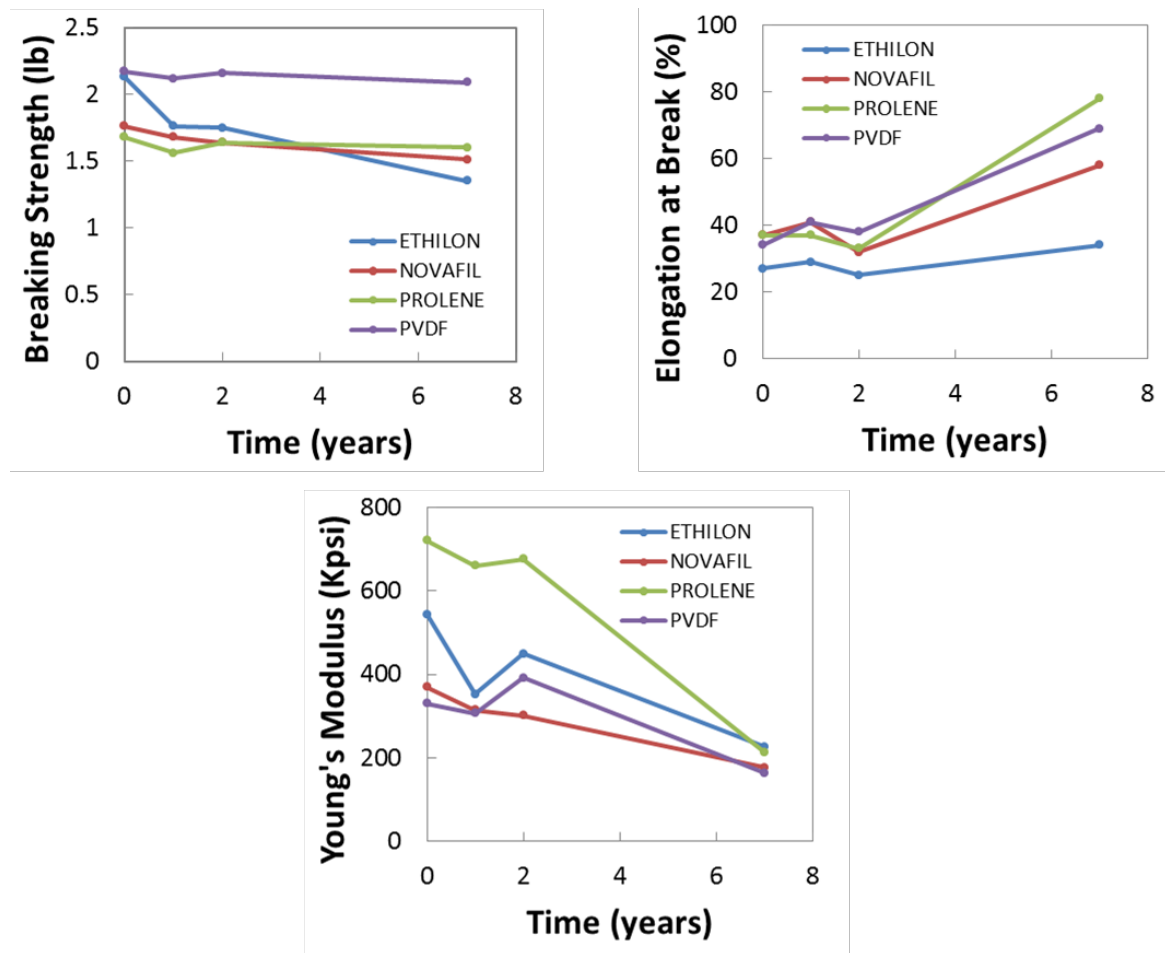 Breaking Strength (lb)
2.5
2
1.5
1
0.5
0
ETHILON
NOVAFIL
PROLENE
PVDF
0 2 4 6 8
Time (years)
Elongation at Break (%)
100
80
60
40
20
0
ETHILON
NOVAFIL
PROLENE
PVDF
0 2 4 6 8
Time (years)
Young's Modulus (Kpsi)
800
600
400
200
0
ETHILON
NOVAFIL
PROLENE
PVDF
0 2 4 6 8
Time (years)